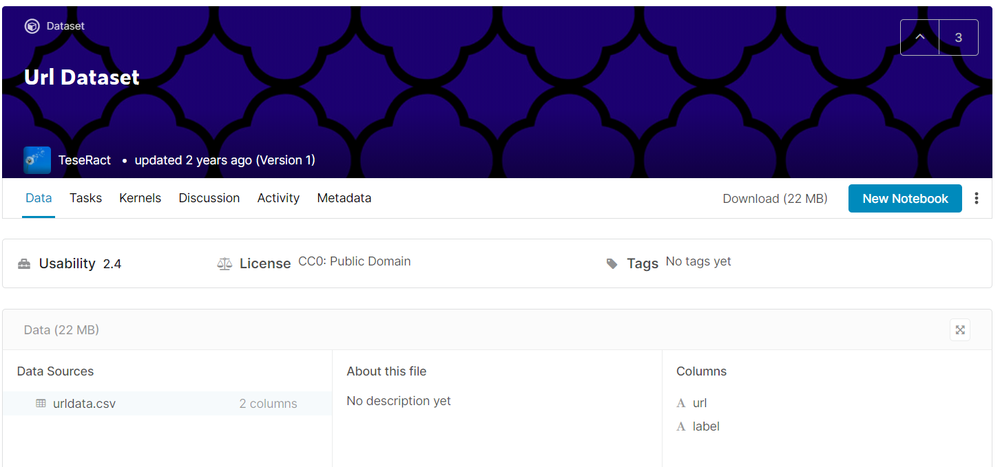 Dataset
3
Url Dataset
TeseRact • updated 2 years ago (Version 1)
Data Tasks Kernels Discussion Activity Metadata Download (22 MB) New Notebook
Usability 2.4 License CC0: Public Domain Tags No tags yet
Data (22 MB)
Data Sources
urldata.csv 2 columns
About this file
No description yet
Columns
A url
A label